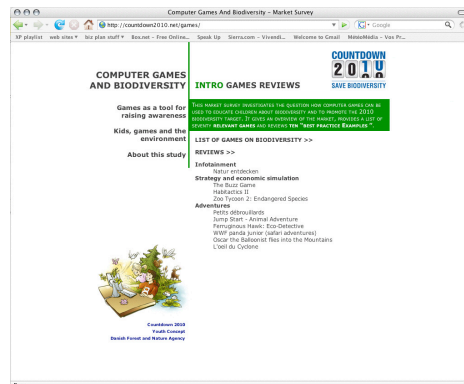 Computer Games And Biodiversity – Market Survey
http://countdown2010.net/games/
Google
XP playlist web sites ▾ biz plan stuff ▾ Box.net – Free Online... Speak Up Sierra.com – Vivendi... Welcome to Gmail MétéoMédia – Vos Pr...
COUNTDOWN
2010
SAVE BIODIVERSITY
COMPUTER GAMES
AND BIODIVERSITY
INTRO GAMES REVIEWS
Games as a tool for
raising awareness
Kids, games and the
environment
About this study
This market survey investigates the question how computer games can be
used to educate children about biodiversity and to promote the 2010
biodiversity target. It gives an overview of the market, provides a list of
seventy relevant games and reviews ten "best practice Examples ".
LIST OF GAMES ON BIODIVERSITY >>
REVIEWS >>
Infotainment
Natur entdecken
Strategy and economic simulation
The Buzz Game
Habitactics II
Zoo Tycoon 2: Endangered Species
Adventures
Petits débrouillards
Jump Start - Animal Adventure
Ferruginous Hawk: Eco-Detective
WWF panda junior (safari adventures)
Oscar the Balloonist flies into the Mountains
L'oeil du Cyclone
Countdown 2010
Youth Concept
Danish Forest and Nature Agency